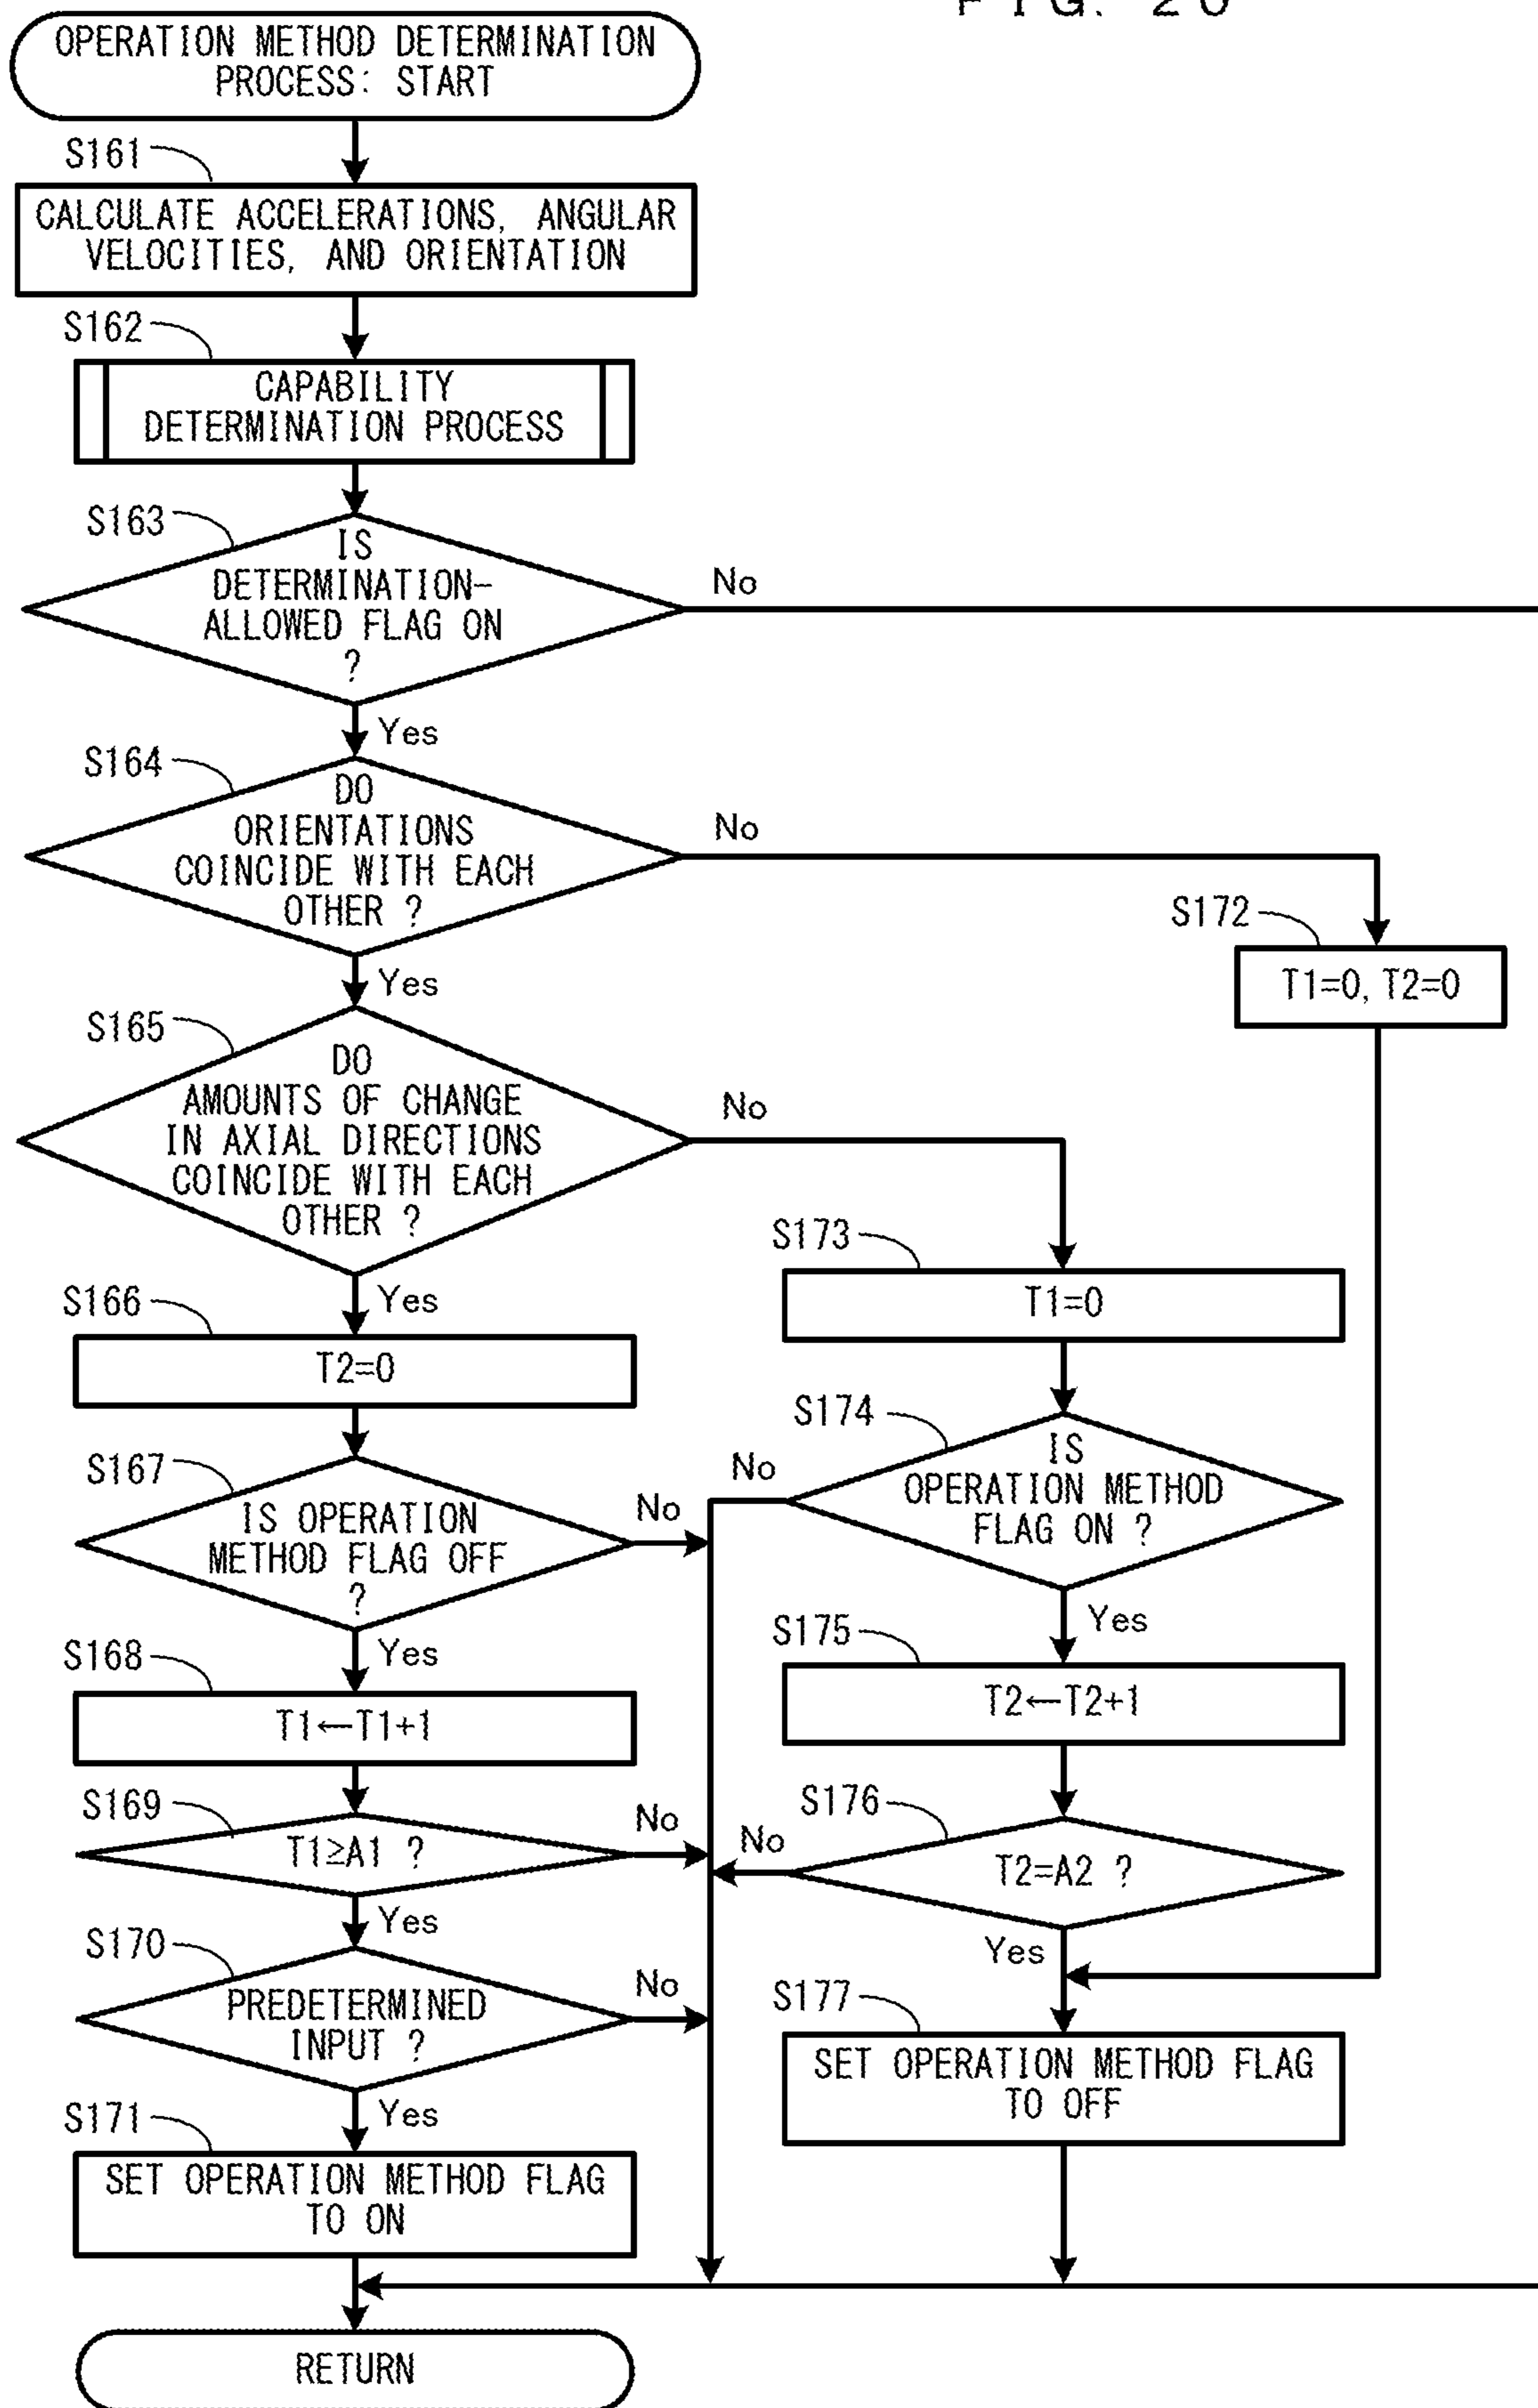 FIG. 20
OPERATION METHOD DETERMINATION
PROCESS: START
S161
CALCULATE ACCELERATIONS, ANGULAR
VELOCITIES, AND ORIENTATION
S162
CAPABILITY
DETERMINATION PROCESS
S163
IS
DETERMINATION-
ALLOWED FLAG ON
?
No
Yes
S164
DO
ORIENTATIONS
COINCIDE WITH EACH
OTHER ?
No
Yes
S172
T1=0, T2=0
S165
DO
AMOUNTS OF CHANGE
IN AXIAL DIRECTIONS
COINCIDE WITH EACH
OTHER ?
No
Yes
S166
T2=0
S167
IS OPERATION
METHOD FLAG OFF
?
No
Yes
S168
T1←T1+1
S169
T1≥A1 ?
No
Yes
S170
PREDETERMINED
INPUT ?
No
Yes
S171
SET OPERATION METHOD FLAG
TO ON
S173
T1=0
S174
IS
OPERATION METHOD
FLAG ON ?
No
Yes
S175
T2←T2+1
S176
T2=A2 ?
No
Yes
S177
SET OPERATION METHOD FLAG
TO OFF
RETURN